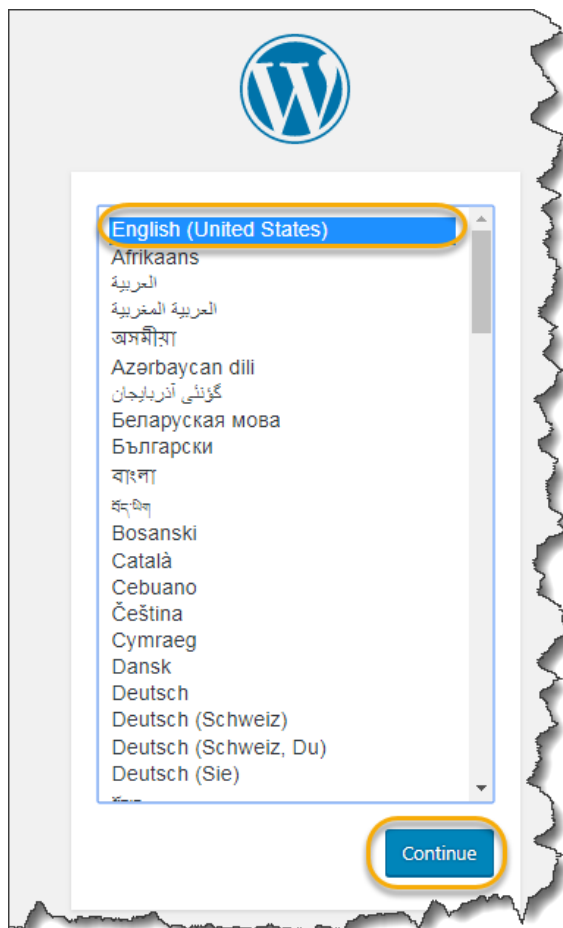 English (United States)
Afrikaans
العربية
العربية المغربية
অসমীয়া
Azərbaycan dili
گؤنئی آذربایجان
Беларуская мова
Български
বাংলা
བོད་ཡིག
Bosanski
Català
Cebuano
Čeština
Cymraeg
Dansk
Deutsch
Deutsch (Schweiz)
Deutsch (Schweiz, Du)
Deutsch (Sie)
Continue